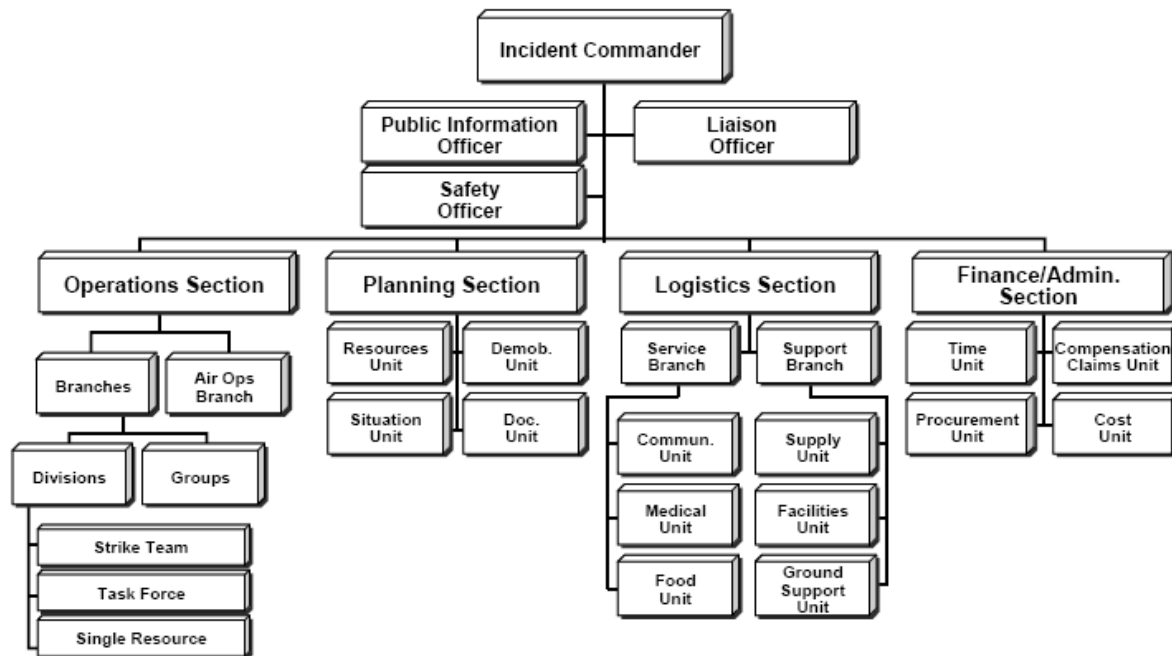 Incident Commander
Public Information
Officer
Liaison
Officer
Safety
Officer
Operations Section
Planning Section
Logistics Section
Finance/Admin.
Section
Branches
Air Ops
Branch
Divisions
Groups
Strike Team
Task Force
Single Resource
Resources
Unit
Demob.
Unit
Situation
Unit
Doc.
Unit
Service
Branch
Support
Branch
Commun.
Unit
Supply
Unit
Medical
Unit
Facilities
Unit
Food
Unit
Ground
Support
Unit
Time
Unit
Compensation
Claims Unit
Procurement
Unit
Cost
Unit